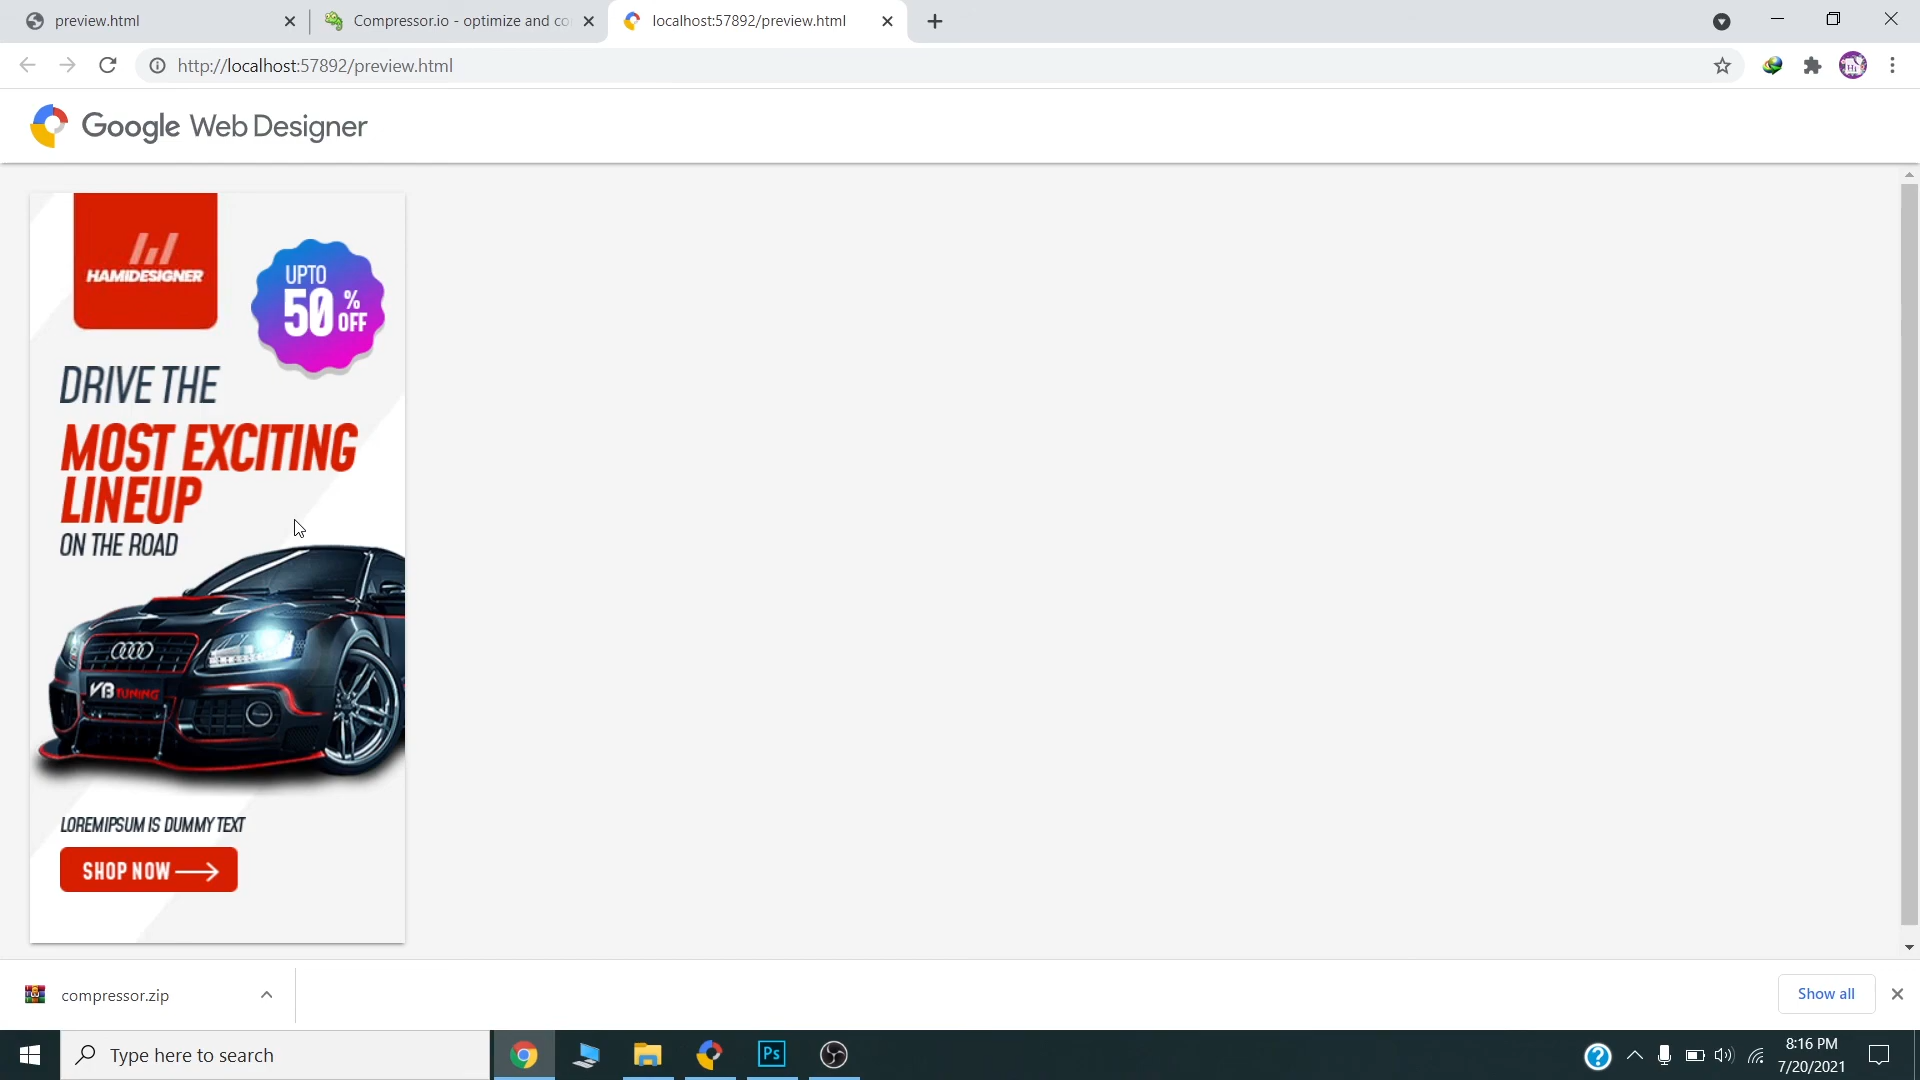 preview.html
Compressor.io - optimize and co
localhost:57892/preview.html
http://localhost:57892/preview.html
Google Web Designer
HAMIDESIGNER
UPTO
50 % OFF
DRIVE THE
MOST EXCITING
LINEUP
ON THE ROAD
VB TUNING
LOREMIPSUM IS DUMMY TEXT
SHOP NOW
compressor.zip
Show all
Type here to search
Ps
8:16 PM
7/20/2021